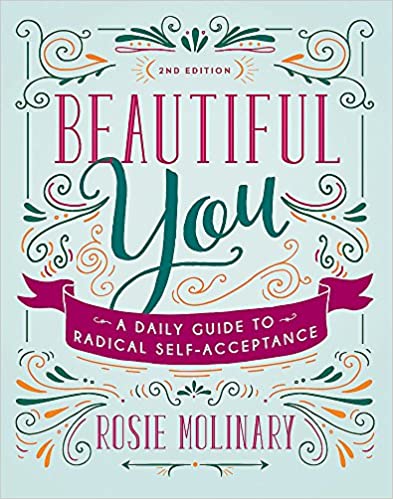 2ND EDITION
BEAUTIFUL
You
A DAILY GUIDE TO
RADICAL SELF-ACCEPTANCE
ROSIE MOLINARY